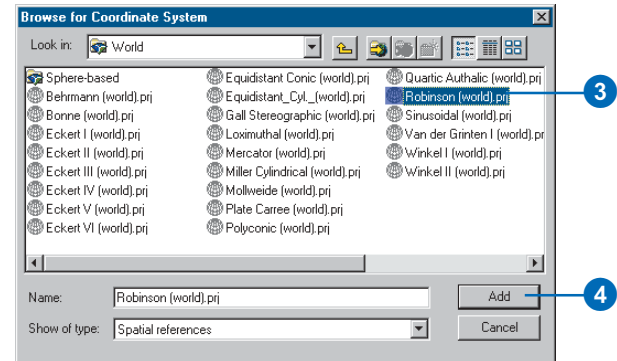 Browse for Coordinate System
Look in: World
Sphere-based
Behrmann (world).prj
Bonne (world).prj
Eckert I (world).prj
Eckert II (world).prj
Eckert III (world).prj
Eckert IV (world).prj
Eckert V (world).prj
Eckert VI (world).prj
Equidistant Conic (world).prj
Equidistant_Cyl._(world).prj
Gall Stereographic (world).prj
Loximuthal (world).prj
Mercator (world).prj
Miller Cylindrical (world).prj
Mollweide (world).prj
Plate Carree (world).prj
Polyconic (world).prj
Quartic Authalic (world).prj
Robinson (world).prj
Sinusoidal (world).prj
Van der Grinten I (world).pr
Winkel I (world).prj
Winkel II (world).prj
3
Name: Robinson (world).prj
Add
4
Show of type: Spatial references
Cancel